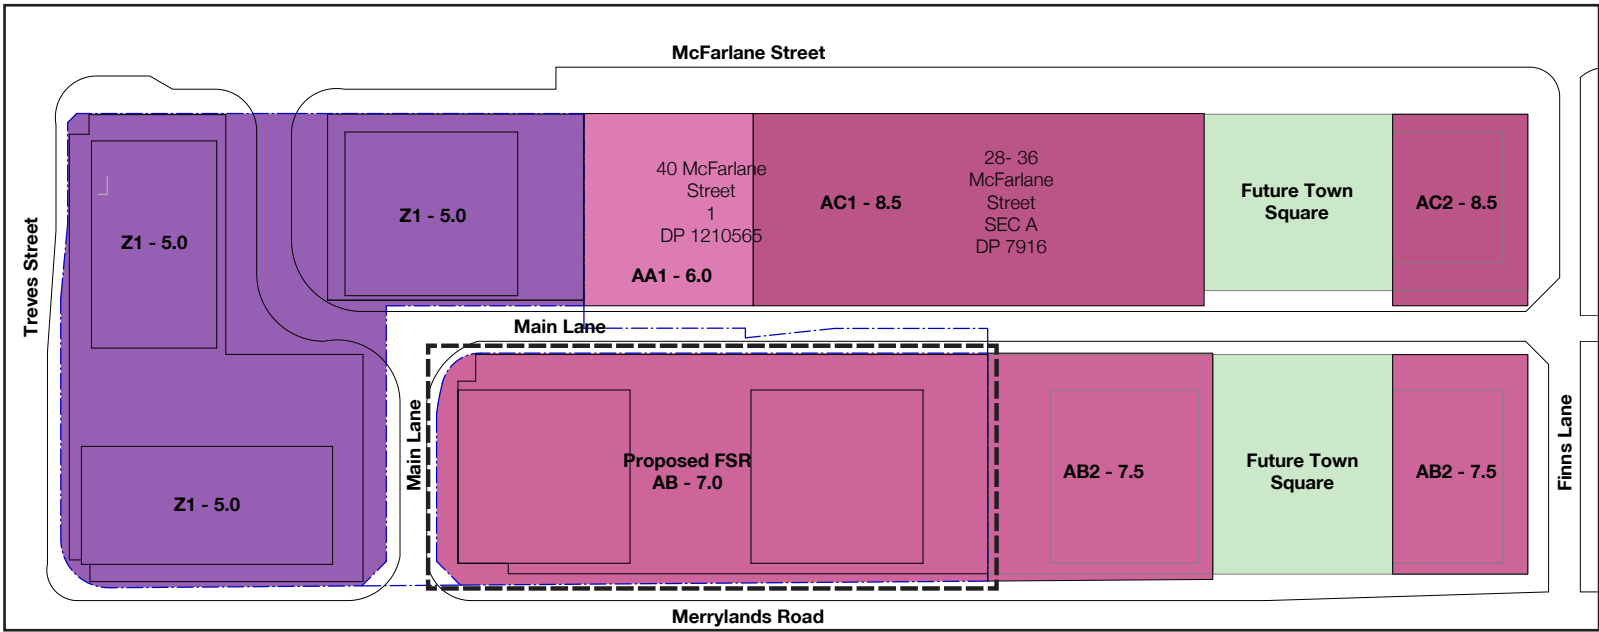 McFarlane Street
Treves Street
Z1 - 5.0
Z1 - 5.0
40 McFarlane
Street
1
DP 1210565
AA1 - 6.0
AC1 - 8.5
28- 36
McFarlane
Street
SEC A
DP 7916
Future Town
Square
AC2 - 8.5
Main Lane
Z1 - 5.0
Main Lane
Proposed FSR
AB - 7.0
AB2 - 7.5
Future Town
Square
AB2 - 7.5
Finns Lane
Merrylands Road